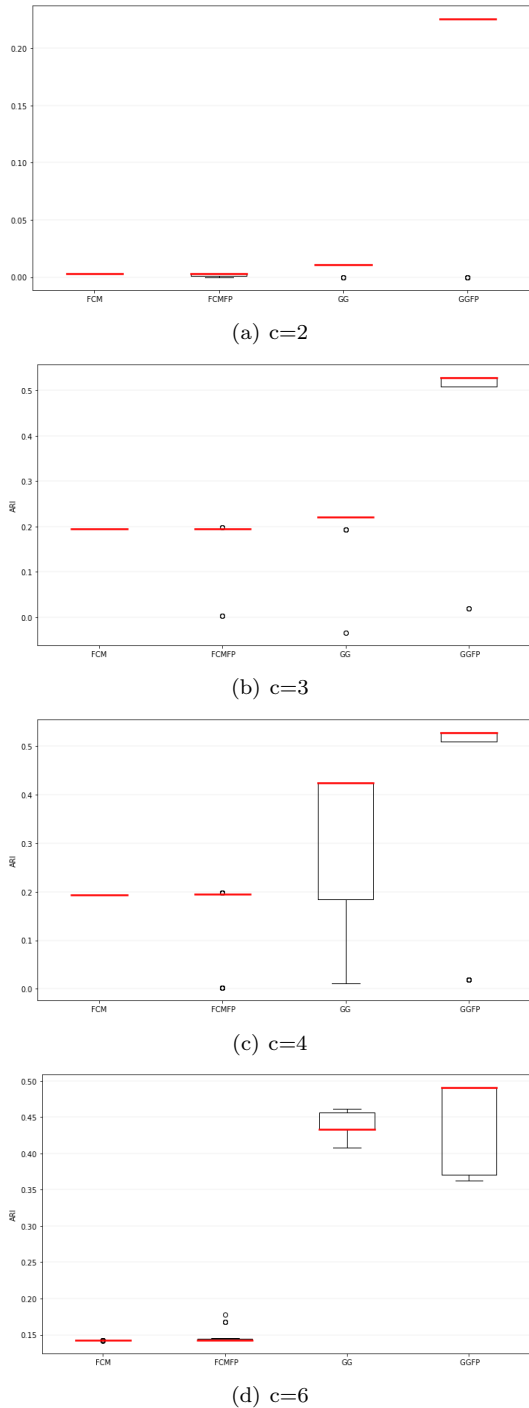 0.20
0.15
0.10
0.05
0.00
FCM FCMFP GG GGFP
(a) c=2
0.5
0.4
0.3
0.2
0.1
0.0
ARI
FCM FCMFP GG GGFP
(b) c=3
0.5
0.4
0.3
0.2
0.1
0.0
ARI
FCM FCMFP GG GGFP
(c) c=4
0.50
0.45
0.40
0.35
0.30
0.25
0.20
0.15
ARI
FCM FCMFP GG GGFP
(d) c=6